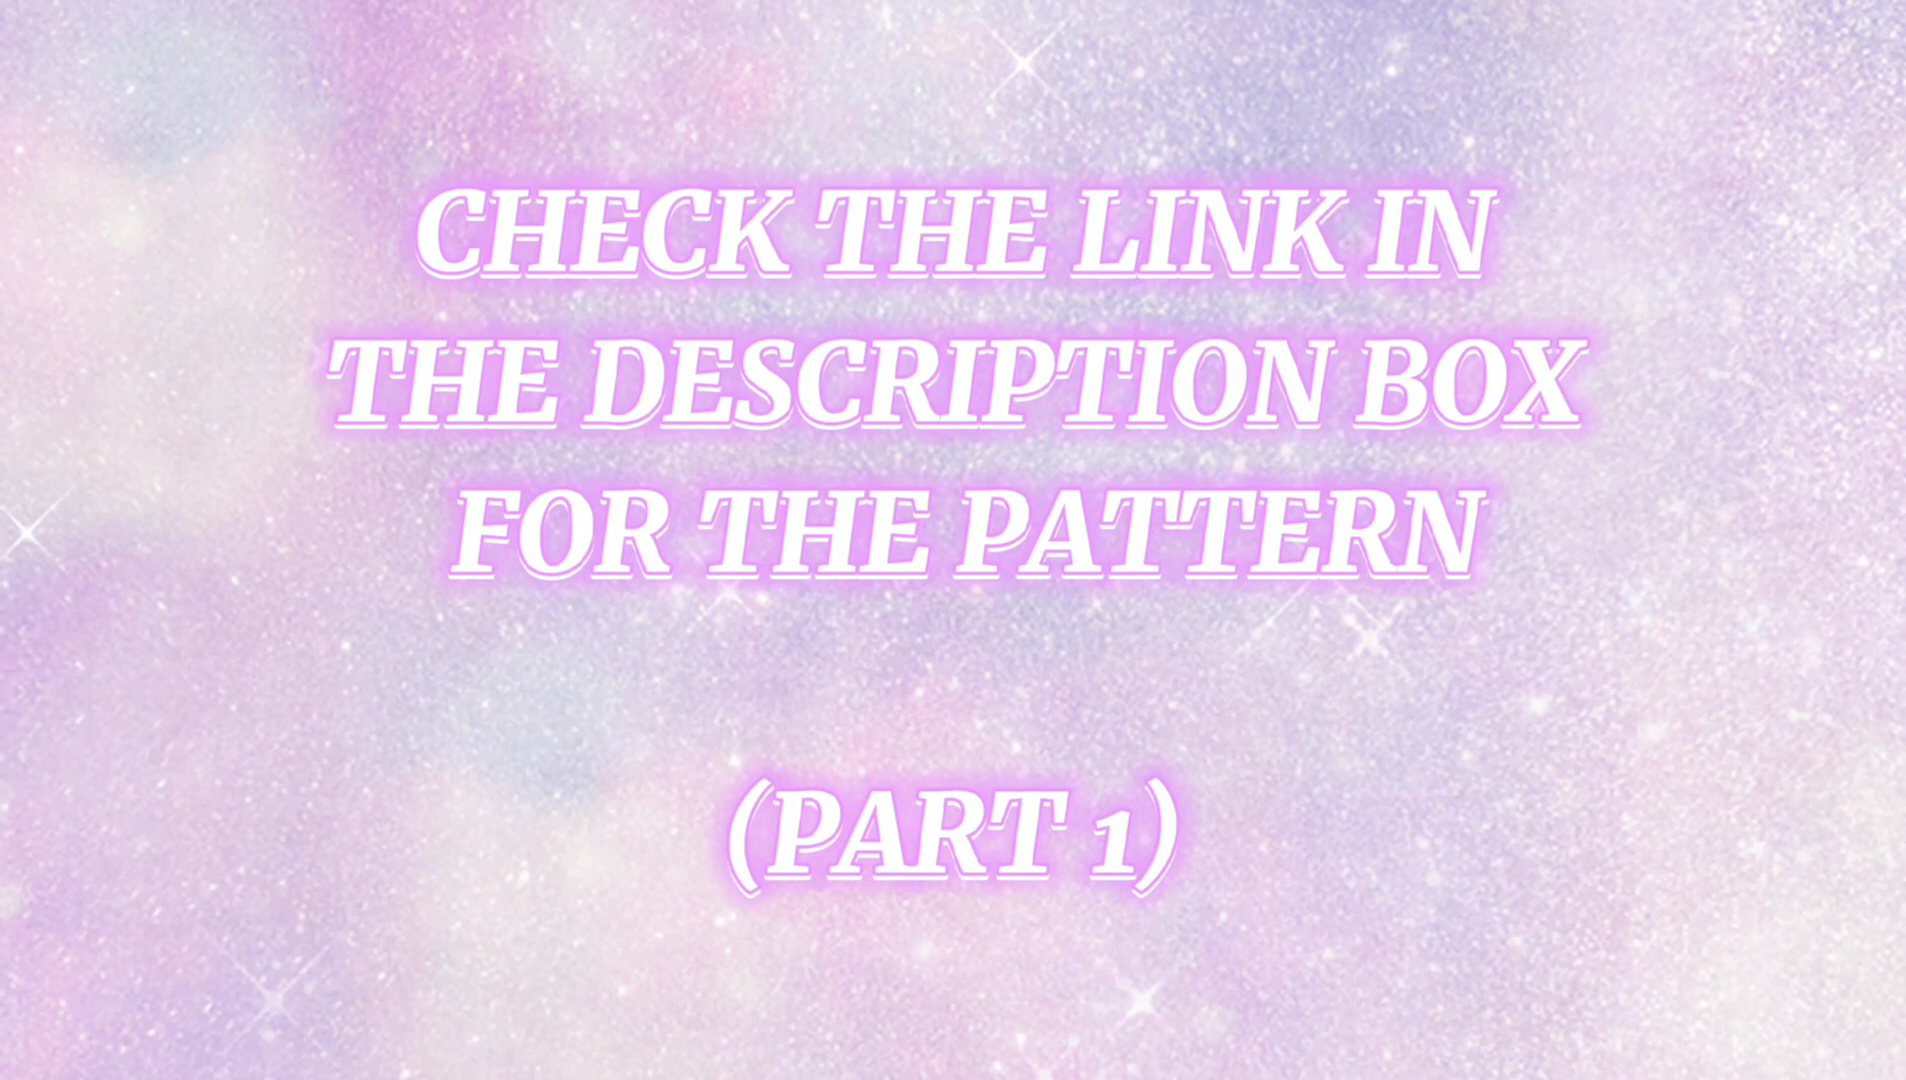 CHECK THE LINK IN
THE DESCRIPTION BOX
FOR THE PATTERN
(PART 1)